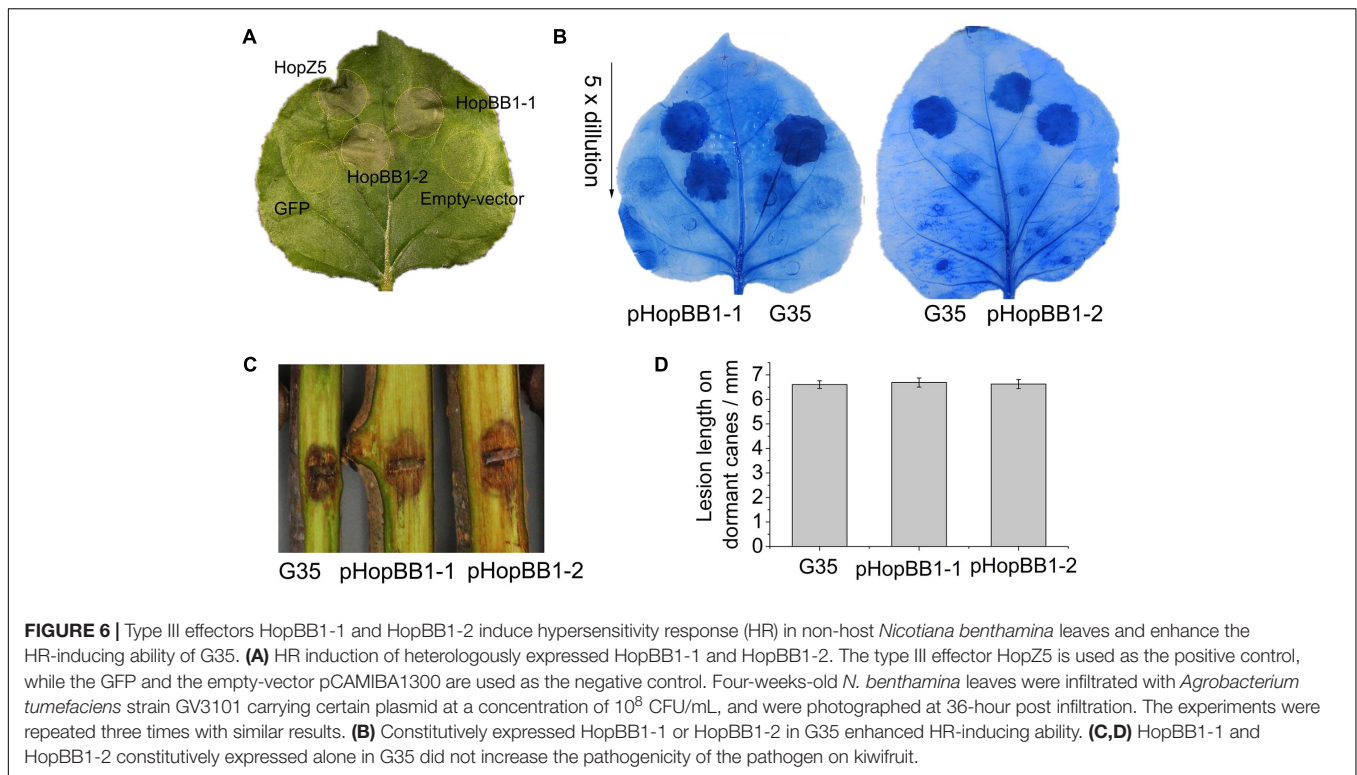 A
HopZ5
HopBB1-1
HopBB1-2
GFP
Empty-vector
B
5 x dillution
pHopBB1-1 G35
G35 pHopBB1-2
C
G35 pHopBB1-1 pHopBB1-2
D
Lesion length on
dormant canes / mm
7
6
5
4
3
2
1
0
G35 pHopBB1-1 pHopBB1-2
FIGURE 6 | Type III effectors HopBB1-1 and HopBB1-2 induce hypersensitivity response (HR) in non-host Nicotiana benthamina leaves and enhance the
HR-inducing ability of G35. (A) HR induction of heterologously expressed HopBB1-1 and HopBB1-2. The type III effector HopZ5 is used as the positive control,
while the GFP and the empty-vector pCAMIBA1300 are used as the negative control. Four-weeks-old N. benthamina leaves were infiltrated with Agrobacterium
tumefaciens strain GV3101 carrying certain plasmid at a concentration of 10⁸ CFU/mL, and were photographed at 36-hour post infiltration. The experiments were
repeated three times with similar results. (B) Constitutively expressed HopBB1-1 or HopBB1-2 in G35 enhanced HR-inducing ability. (C,D) HopBB1-1 and
HopBB1-2 constitutively expressed alone in G35 did not increase the pathogenicity of the pathogen on kiwifruit.